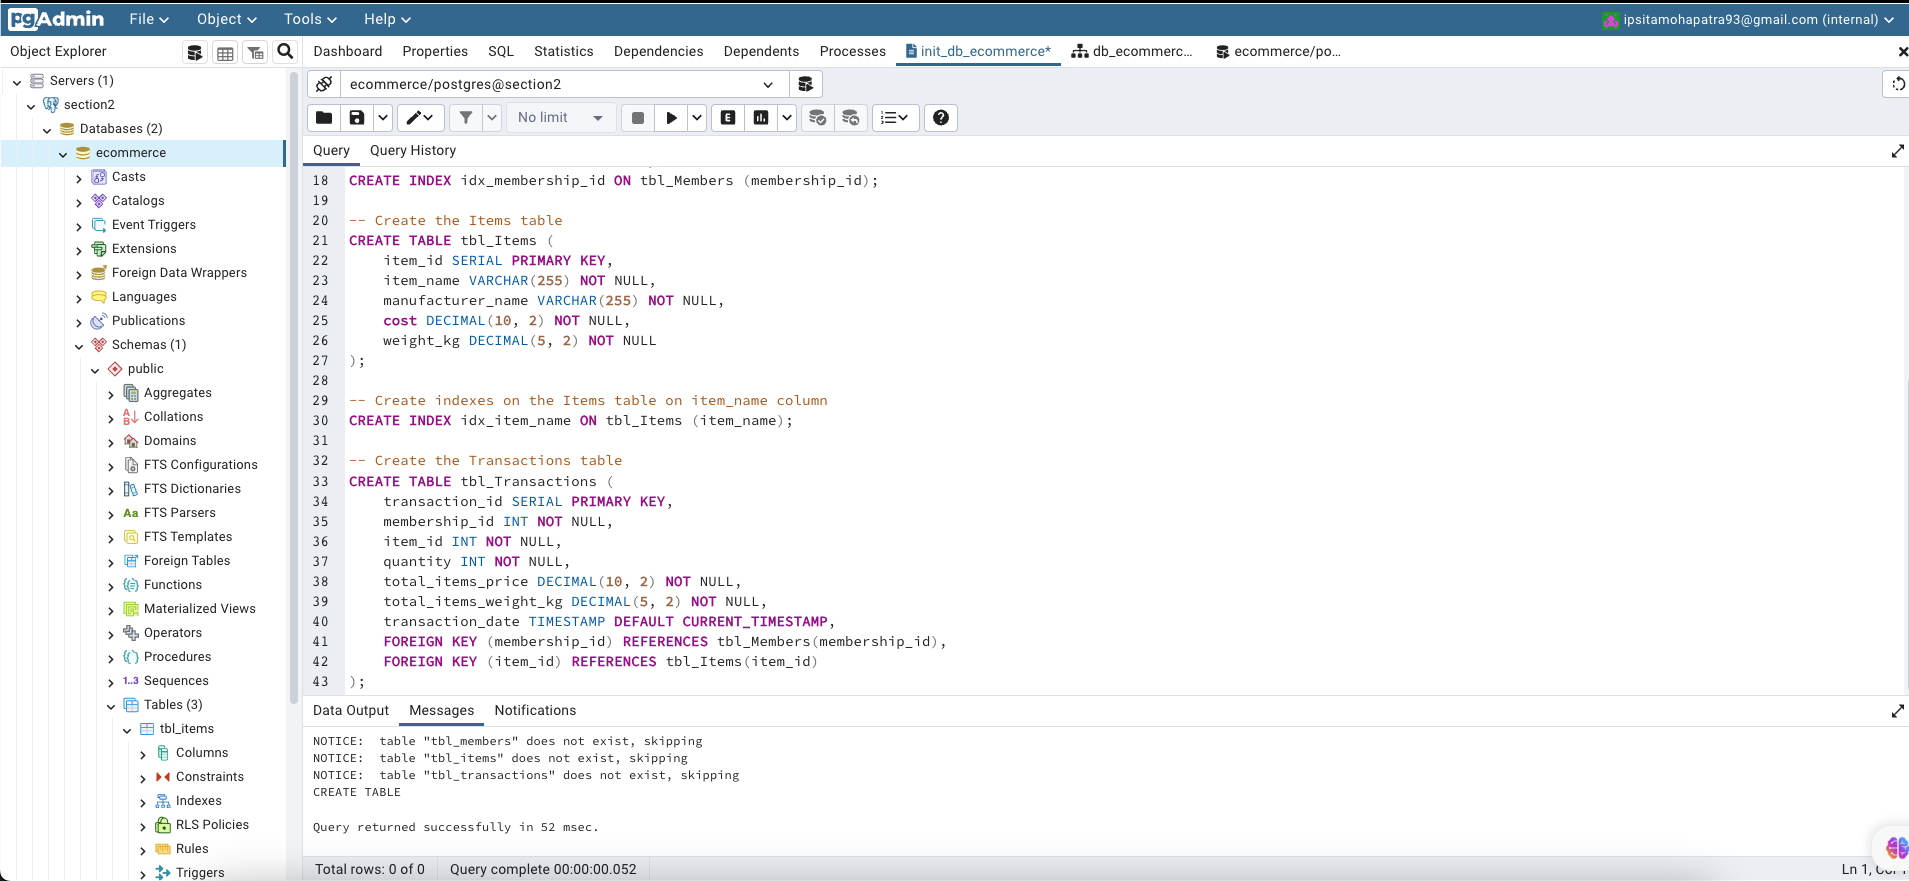 pgAdmin File Object Tools Help ipsitamohapatra93@gmail.com (internal)
Object Explorer
Dashboard Properties SQL Statistics Dependencies Dependents Processes init_db_ecommerce* db_ecommerc... ecommerce/po...
Servers (1)
section2
Databases (2)
ecommerce
Casts
Catalogs
Event Triggers
Extensions
Foreign Data Wrappers
Languages
Publications
Schemas (1)
public
Aggregates
Collations
Domains
FTS Configurations
FTS Dictionaries
FTS Parsers
FTS Templates
Foreign Tables
Functions
Materialized Views
Operators
Procedures
1..3 Sequences
Tables (3)
tbl_items
Columns
Constraints
Indexes
RLS Policies
Rules
Triggers
ecommerce/postgres@section2
No limit E
Query Query History
18 CREATE INDEX idx_membership_id ON tbl_Members (membership_id);
19
20 -- Create the Items table
21 CREATE TABLE tbl_Items (
22     item_id SERIAL PRIMARY KEY,
23     item_name VARCHAR(255) NOT NULL,
24     manufacturer_name VARCHAR(255) NOT NULL,
25     cost DECIMAL(10, 2) NOT NULL,
26     weight_kg DECIMAL(5, 2) NOT NULL
27 );
28
29 -- Create indexes on the Items table on item_name column
30 CREATE INDEX idx_item_name ON tbl_Items (item_name);
31
32 -- Create the Transactions table
33 CREATE TABLE tbl_Transactions (
34     transaction_id SERIAL PRIMARY KEY,
35     membership_id INT NOT NULL,
36     item_id INT NOT NULL,
37     quantity INT NOT NULL,
38     total_items_price DECIMAL(10, 2) NOT NULL,
39     total_items_weight_kg DECIMAL(5, 2) NOT NULL,
40     transaction_date TIMESTAMP DEFAULT CURRENT_TIMESTAMP,
41     FOREIGN KEY (membership_id) REFERENCES tbl_Members(membership_id),
42     FOREIGN KEY (item_id) REFERENCES tbl_Items(item_id)
43 );
Data Output Messages Notifications
NOTICE:  table "tbl_members" does not exist, skipping
NOTICE:  table "tbl_items" does not exist, skipping
NOTICE:  table "tbl_transactions" does not exist, skipping
CREATE TABLE
Query returned successfully in 52 msec.
Total rows: 0 of 0 Query complete 00:00:00.052 Ln 1,